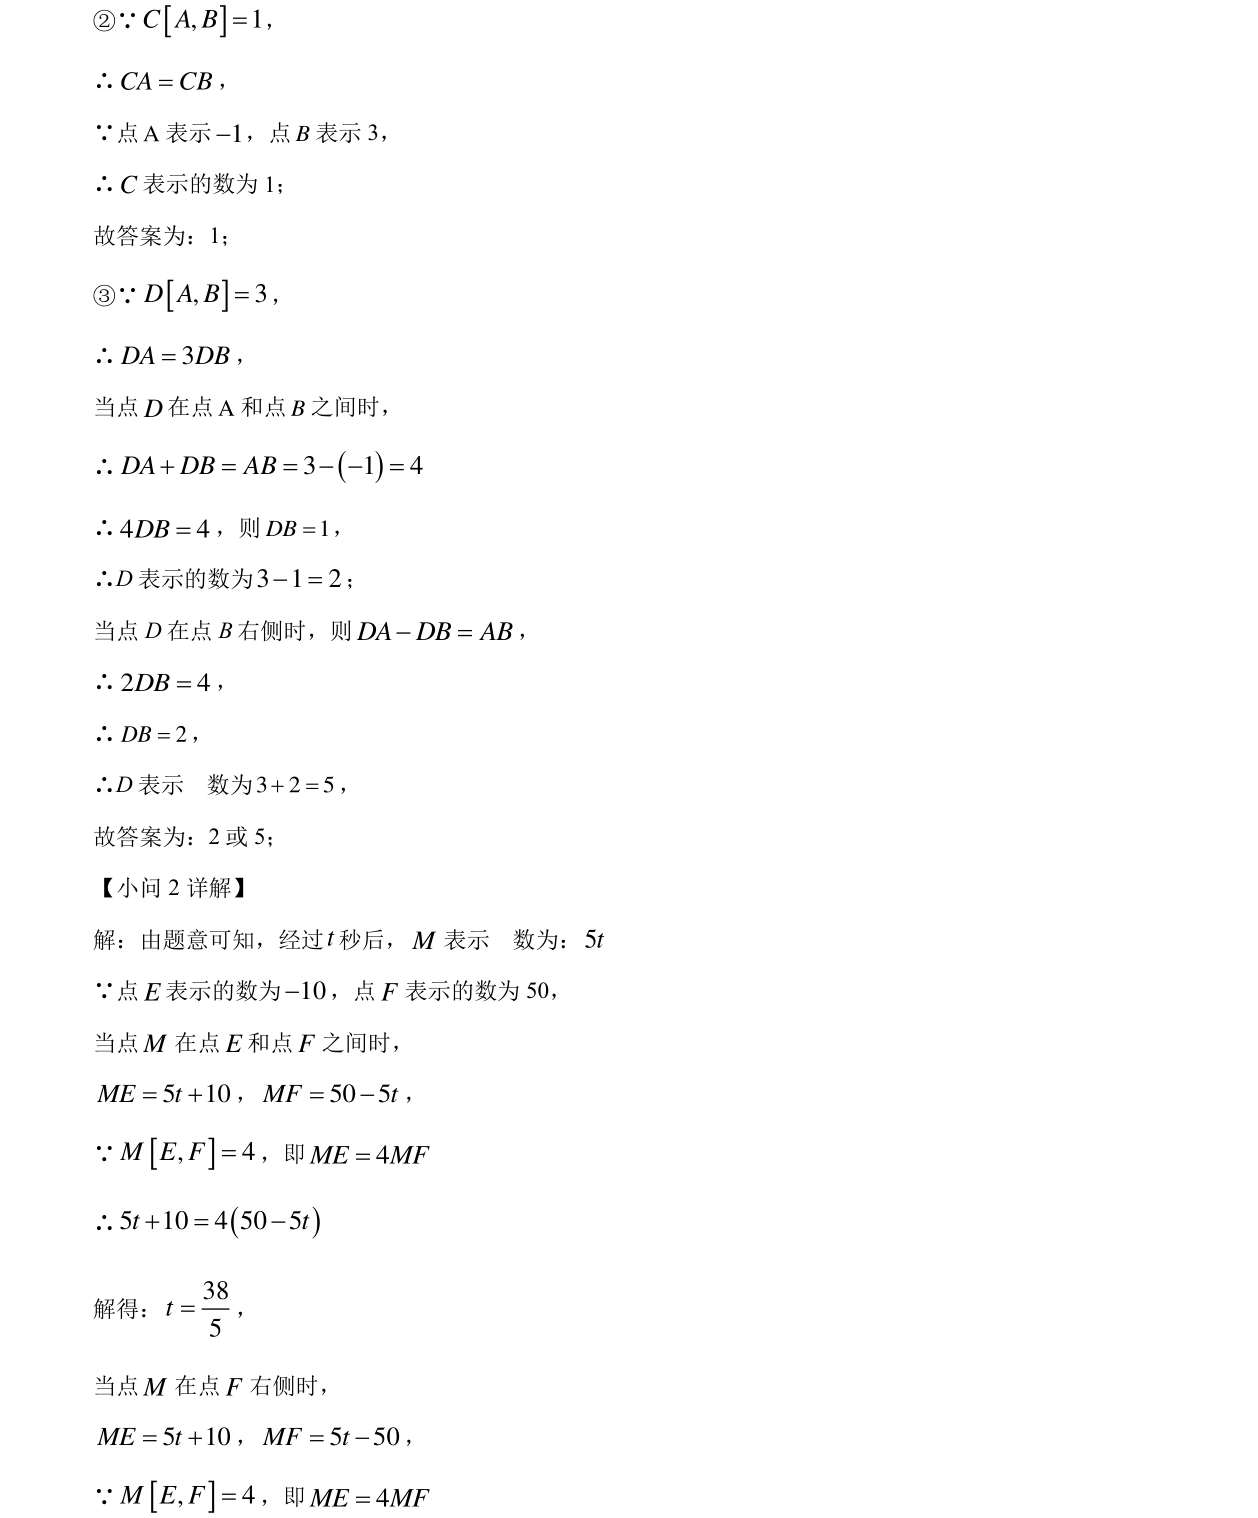 ②∵C[A,B]=1，
∴CA=CB，
∵点A表示−1，点B表示3，
∴C表示的数为1；
故答案为：1；
③∵D[A,B]=3，
∴DA=3DB，
当点D在点A和点B之间时，
∴DA+DB=AB=3−(−1)=4
∴4DB=4，则DB=1，
∴D表示的数为3−1=2；
当点D在点B右侧时，则DA−DB=AB，
∴2DB=4，
∴DB=2，
∴D表示　数为3+2=5，
故答案为：2或5；
【小问2详解】
解：由题意可知，经过t秒后，M表示　数为：5t
∵点E表示的数为−10，点F表示的数为50，
当点M在点E和点F之间时，
ME=5t+10，MF=50−5t，
∵M[E,F]=4，即ME=4MF
∴5t+10=4(50−5t)
解得：t=38/5，
当点M在点F右侧时，
ME=5t+10，MF=5t−50，
∵M[E,F]=4，即ME=4MF